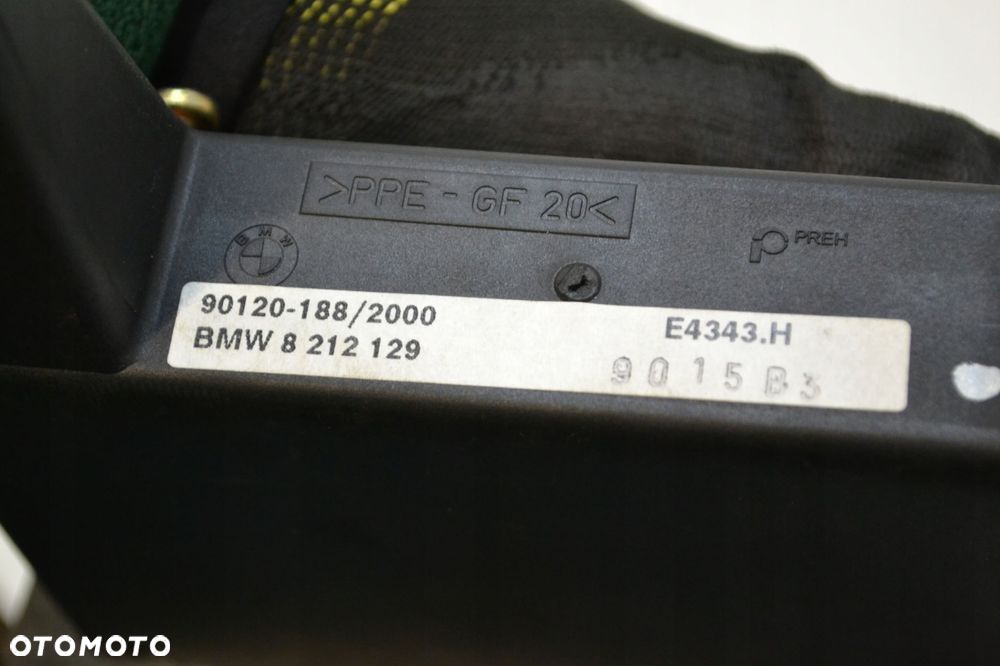 >PPE - GF 20<
BMW
PREH
90120-188/2000
E4343.H
BMW 8 212 129
9015B3
OTOMOTO